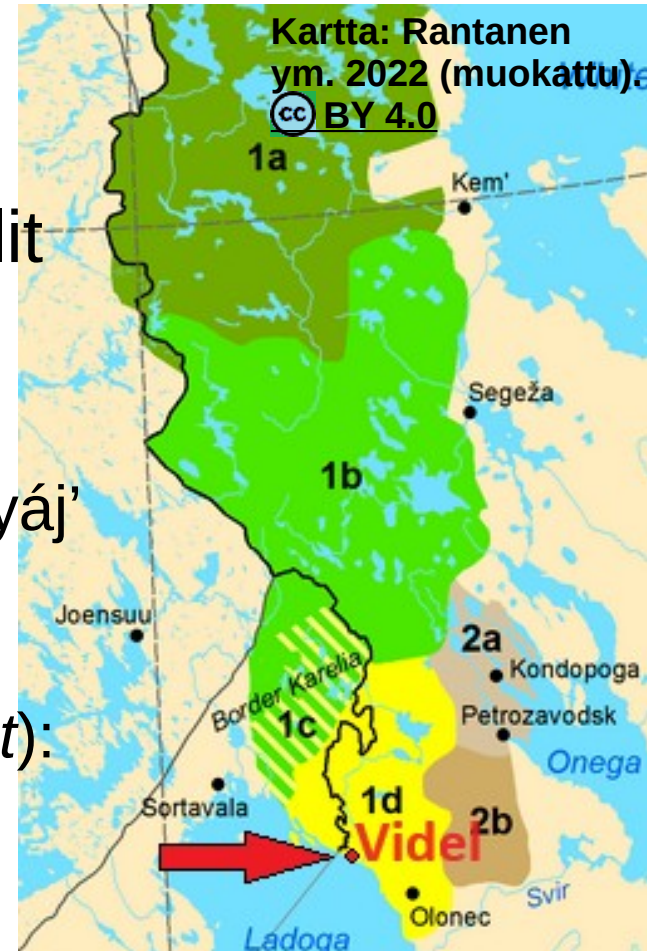 Kartta: Rantanen
ym. 2022 (muokattu).
cc BY 4.0
1a
Kem'
lit
Segeža
1b
yáj’
Joensuu
2a
Kondopoga
Border Karelia
1c
Petrozavodsk
t):
Onega
Sortavala
1d
2b
Videl
Svir
Olonec
Ladoga